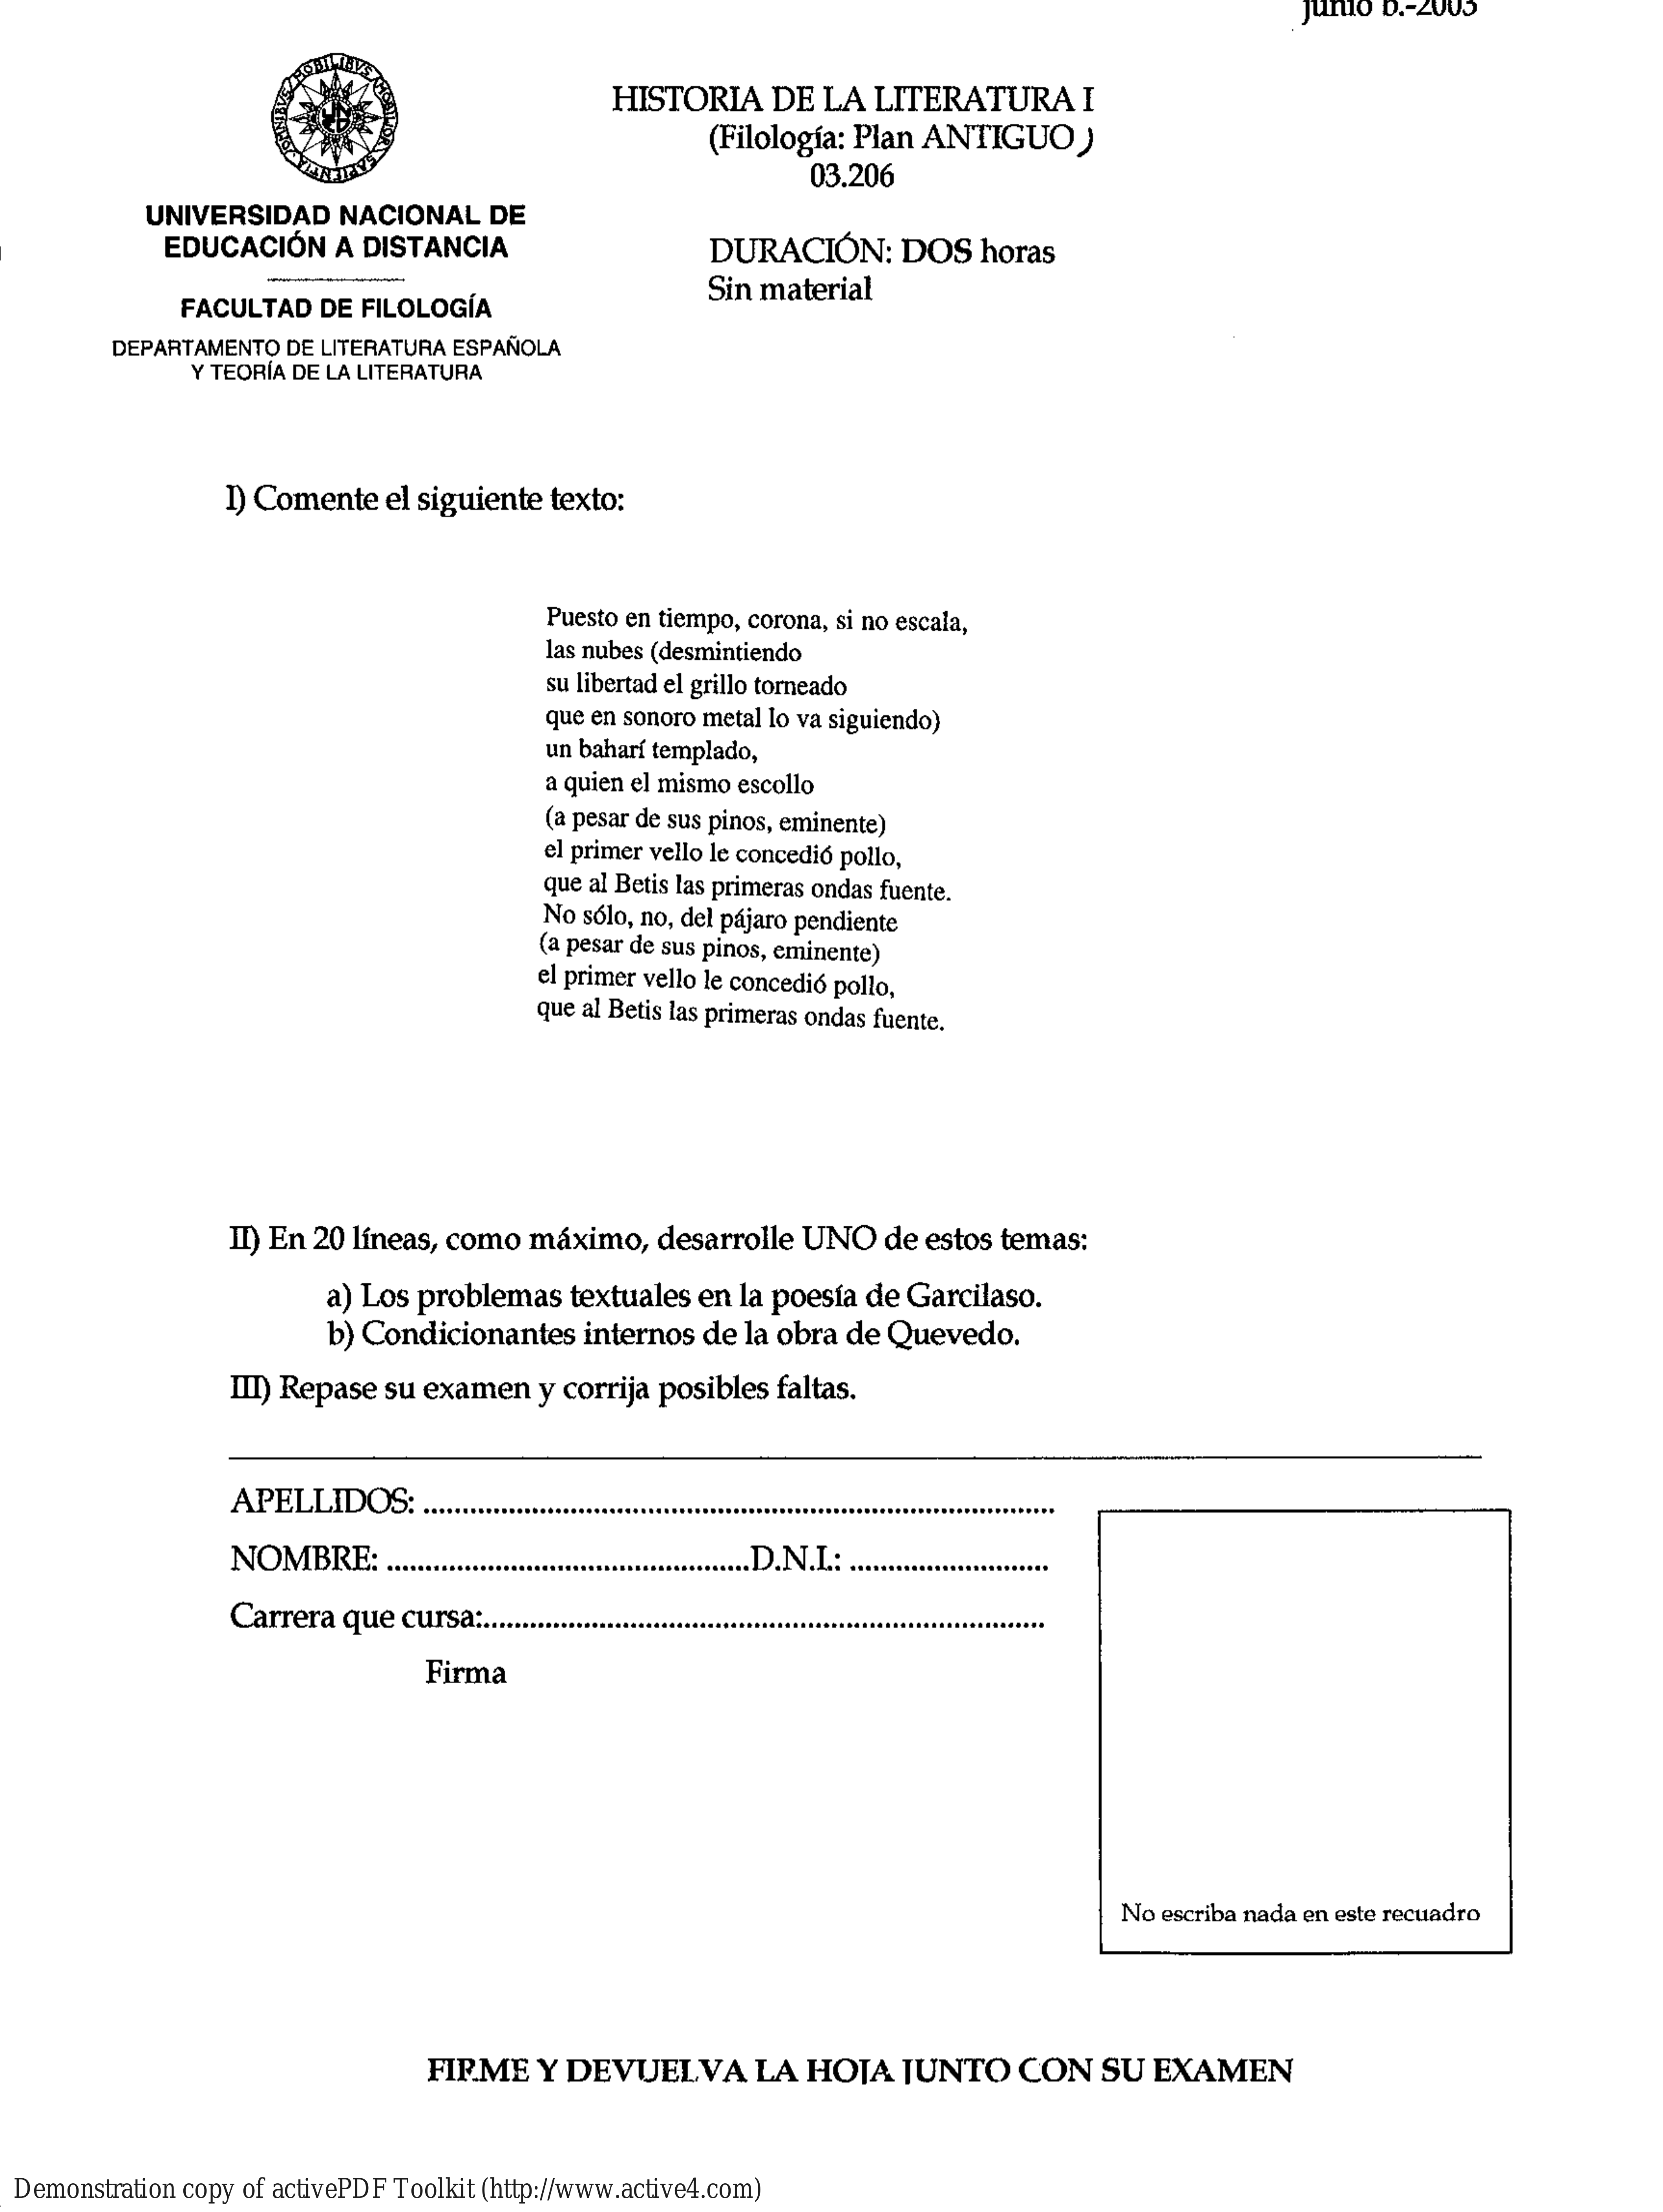 junio b.-2003
MOBILIBVS MOBILIOR SAPIENTIA OMNIBVS
UNED
HISTORIA DE LA LITERATURA I
(Filología: Plan ANTIGUO )
03.206
UNIVERSIDAD NACIONAL DE
EDUCACIÓN A DISTANCIA
FACULTAD DE FILOLOGÍA
DEPARTAMENTO DE LITERATURA ESPAÑOLA
Y TEORÍA DE LA LITERATURA
DURACIÓN: DOS horas
Sin material
I) Comente el siguiente texto:
Puesto en tiempo, corona, si no escala,
las nubes (desmintiendo
su libertad el grillo torneado
que en sonoro metal lo va siguiendo)
un baharí templado,
a quien el mismo escollo
(a pesar de sus pinos, eminente)
el primer vello le concedió pollo,
que al Betis las primeras ondas fuente.
No sólo, no, del pájaro pendiente
(a pesar de sus pinos, eminente)
el primer vello le concedió pollo,
que al Betis las primeras ondas fuente.
II) En 20 líneas, como máximo, desarrolle UNO de estos temas:
a) Los problemas textuales en la poesía de Garcilaso.
b) Condicionantes internos de la obra de Quevedo.
III) Repase su examen y corrija posibles faltas.
APELLIDOS: ................................................................................
NOMBRE: ...............................................D.N.I.: ..........................
Carrera que cursa:........................................................................
Firma
No escriba nada en este recuadro
FIRME Y DEVUELVA LA HOJA JUNTO CON SU EXAMEN
Demonstration copy of activePDF Toolkit (http://www.active4.com)